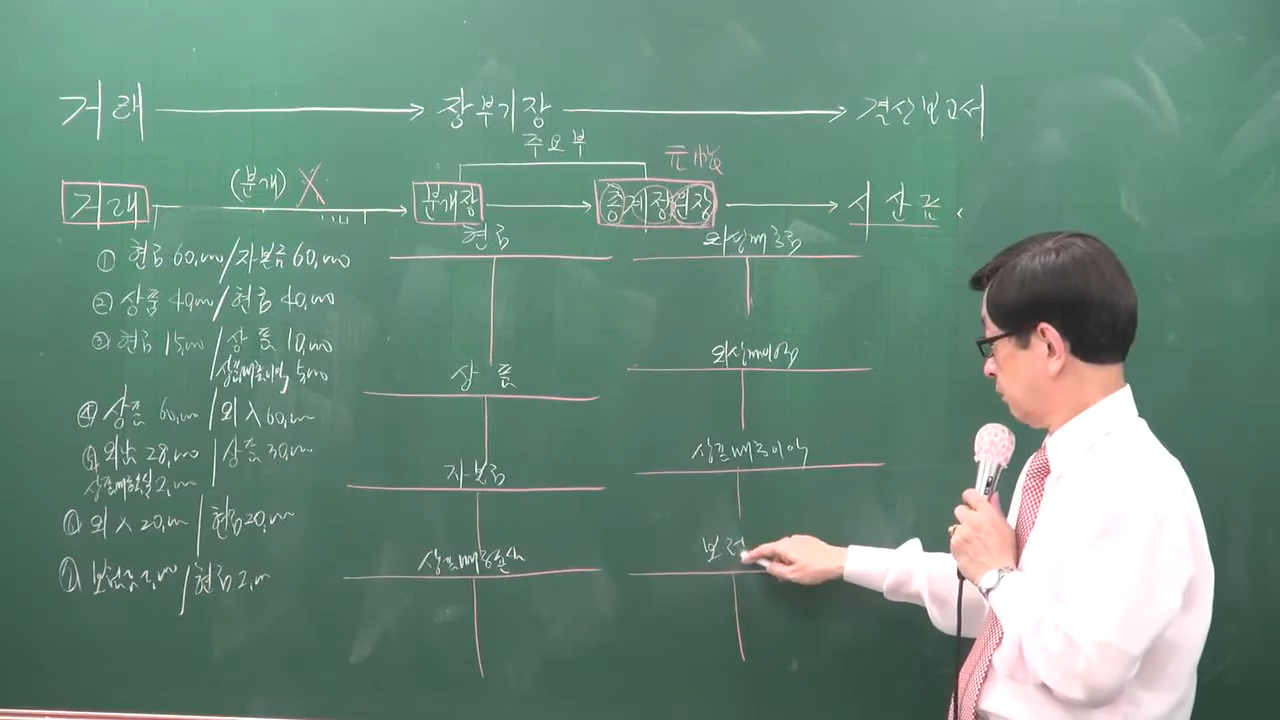 거래 장부기장 결산보고서
주요부
元帳
(분개) X
거래 분개장 총계정원장 시산표
① 현금 60,000/자본금 60,000
② 상품 40,000/현금 40,000
③ 현금 15,000/상품 10,000
상품매출이익 5,000
④ 상품 60,000/외入 60,000
⑤ 외出 28,000/상품 30,000
상품매출손실 2,000
⑥ 외入 20,000/현금 20,000
⑦ 2,000/현금 2,000
현금
상품
자본금
상품매출손실
외상매출금
외상매입금
상품매출이익
보험